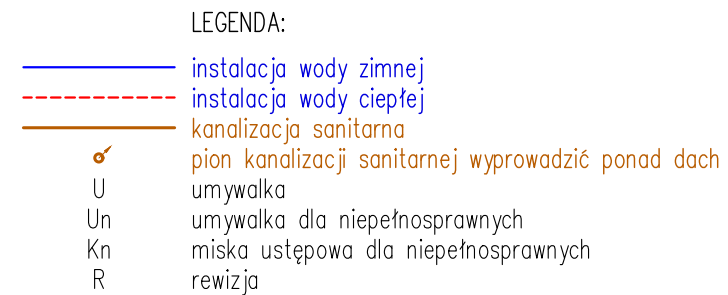 LEGENDA:
instalacja wody zimnej
instalacja wody ciepłej
kanalizacja sanitarna
pion kanalizacji sanitarnej wyprowadzić ponad dach
U umywalka
Un umywalka dla niepełnosprawnych
Kn miska ustępowa dla niepełnosprawnych
R rewizja